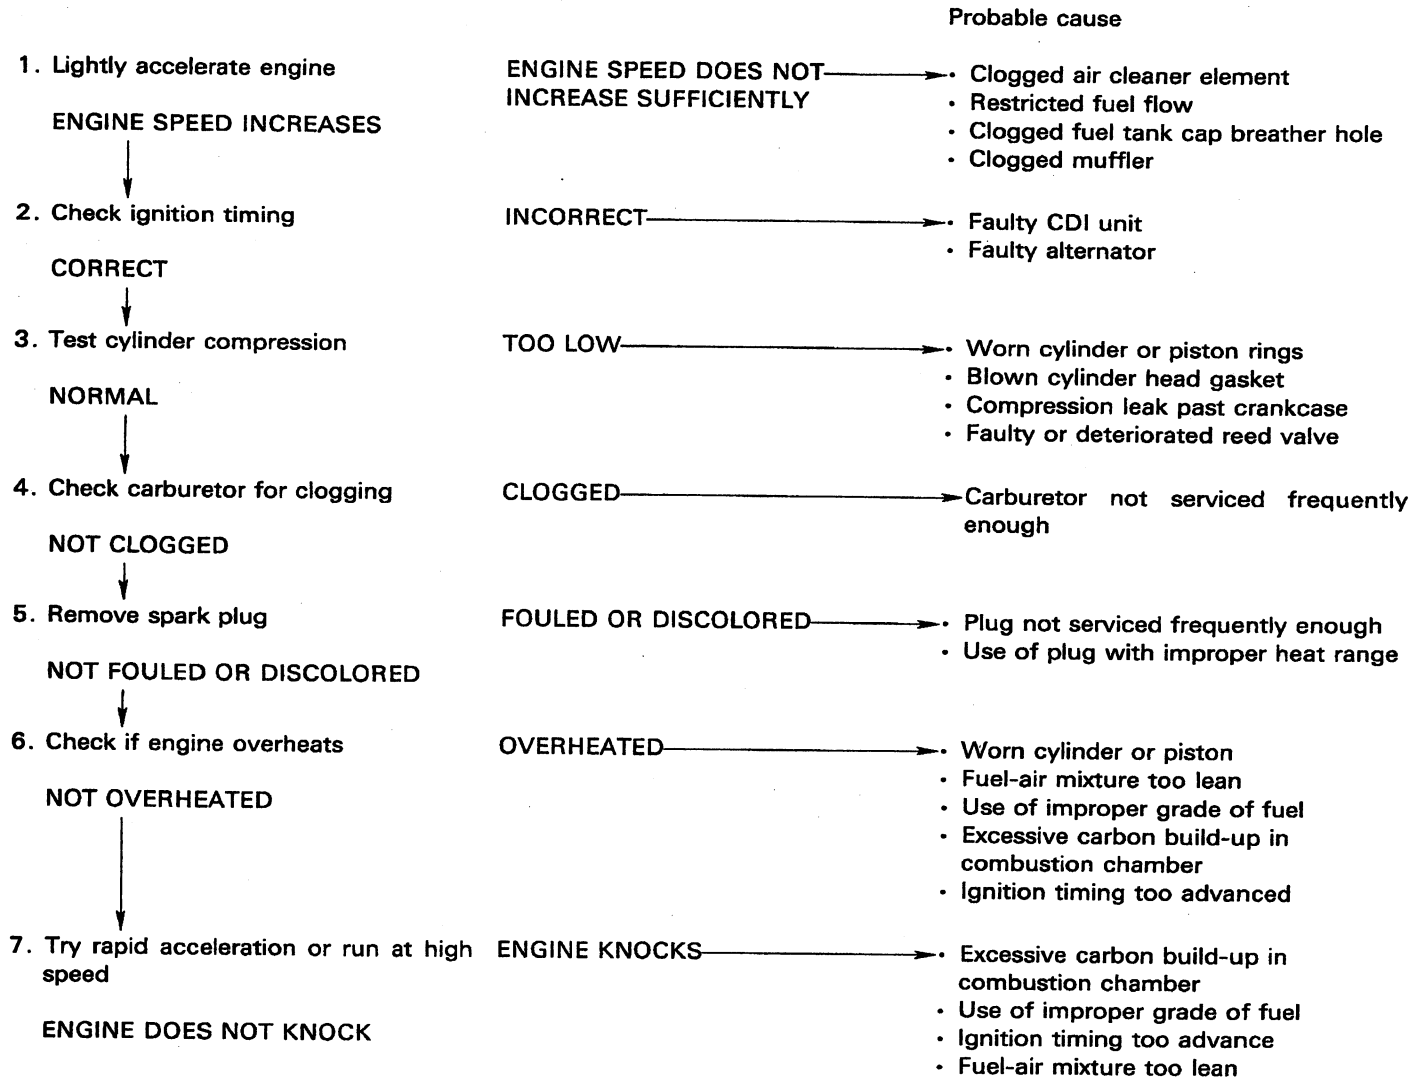 Probable cause
1. Lightly accelerate engine
ENGINE SPEED DOES NOT
INCREASE SUFFICIENTLY
• Clogged air cleaner element
• Restricted fuel flow
• Clogged fuel tank cap breather hole
• Clogged muffler
ENGINE SPEED INCREASES
2. Check ignition timing
INCORRECT
• Faulty CDI unit
• Faulty alternator
CORRECT
3. Test cylinder compression
TOO LOW
• Worn cylinder or piston rings
• Blown cylinder head gasket
• Compression leak past crankcase
• Faulty or deteriorated reed valve
NORMAL
4. Check carburetor for clogging
CLOGGED
Carburetor not serviced frequently
enough
NOT CLOGGED
5. Remove spark plug
FOULED OR DISCOLORED
• Plug not serviced frequently enough
• Use of plug with improper heat range
NOT FOULED OR DISCOLORED
6. Check if engine overheats
OVERHEATED
• Worn cylinder or piston
• Fuel-air mixture too lean
• Use of improper grade of fuel
• Excessive carbon build-up in
combustion chamber
• Ignition timing too advanced
NOT OVERHEATED
7. Try rapid acceleration or run at high
speed
ENGINE KNOCKS
• Excessive carbon build-up in
combustion chamber
• Use of improper grade of fuel
• Ignition timing too advance
• Fuel-air mixture too lean
ENGINE DOES NOT KNOCK